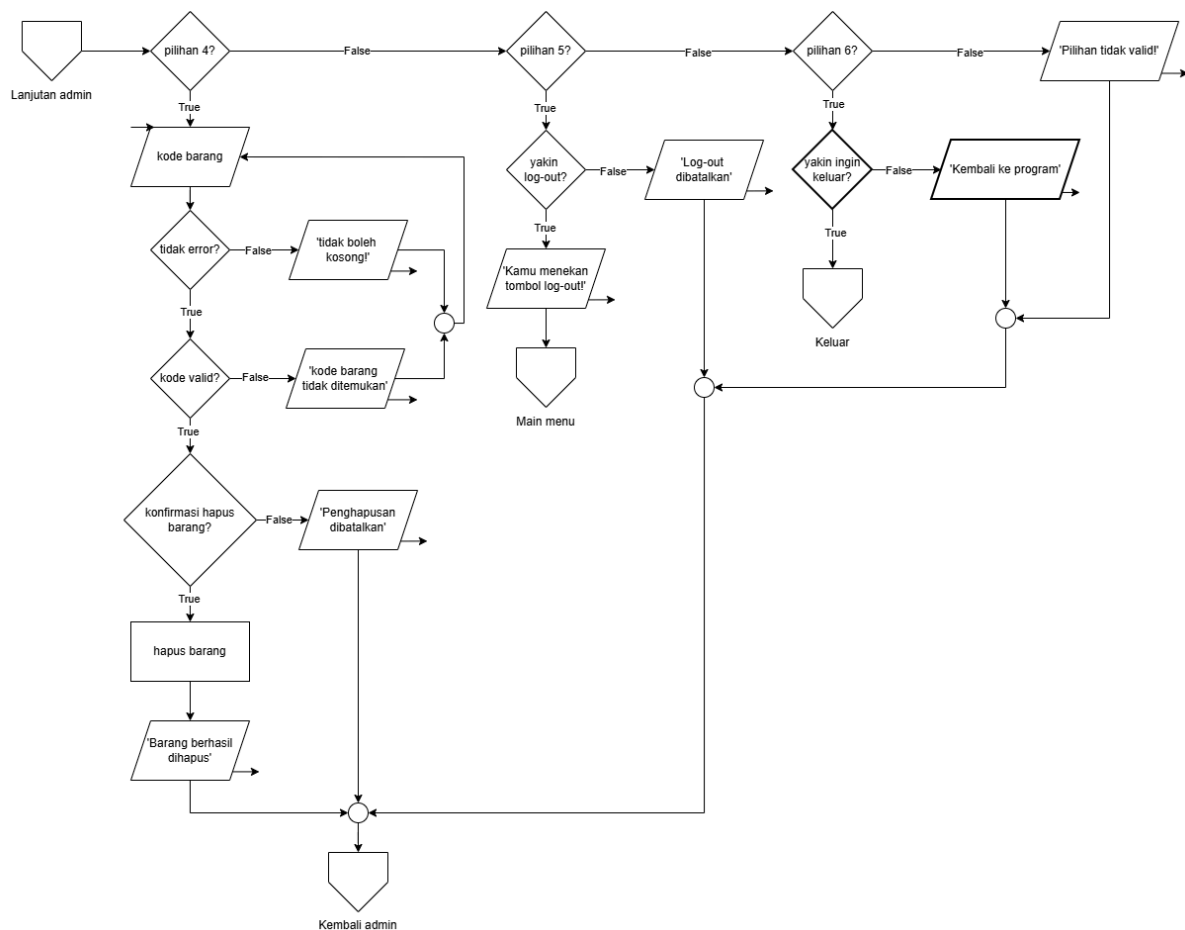 pilihan 4?
False
pilihan 5?
False
pilihan 6?
False
'Pilihan tidak valid!'
Lanjutan admin
True
True
True
kode barang
yakin
log-out?
False
'Log-out
dibatalkan'
yakin ingin
keluar?
False
'Kembali ke program'
True
True
tidak error?
False
'tidak boleh
kosong!'
'Kamu menekan
tombol log-out!'
True
Keluar
kode valid?
False
'kode barang
tidak ditemukan'
Main menu
True
konfirmasi hapus
barang?
False
'Penghapusan
dibatalkan'
True
hapus barang
'Barang berhasil
dihapus'
Kembali admin